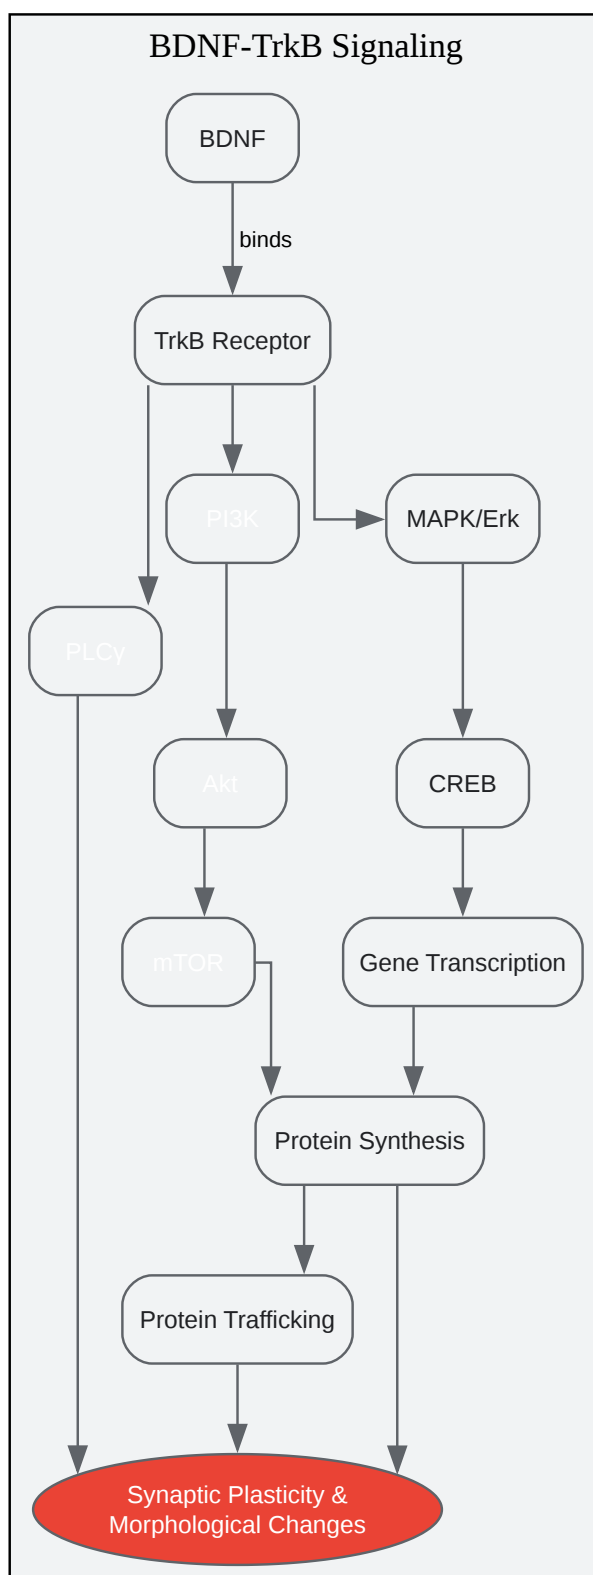 BDNF-TrkB Signaling
BDNF
binds
TrkB Receptor
PI3K
MAPK/Erk
PLCγ
Akt
CREB
mTOR
Gene Transcription
Protein Synthesis
Protein Trafficking
Synaptic Plasticity &
Morphological Changes